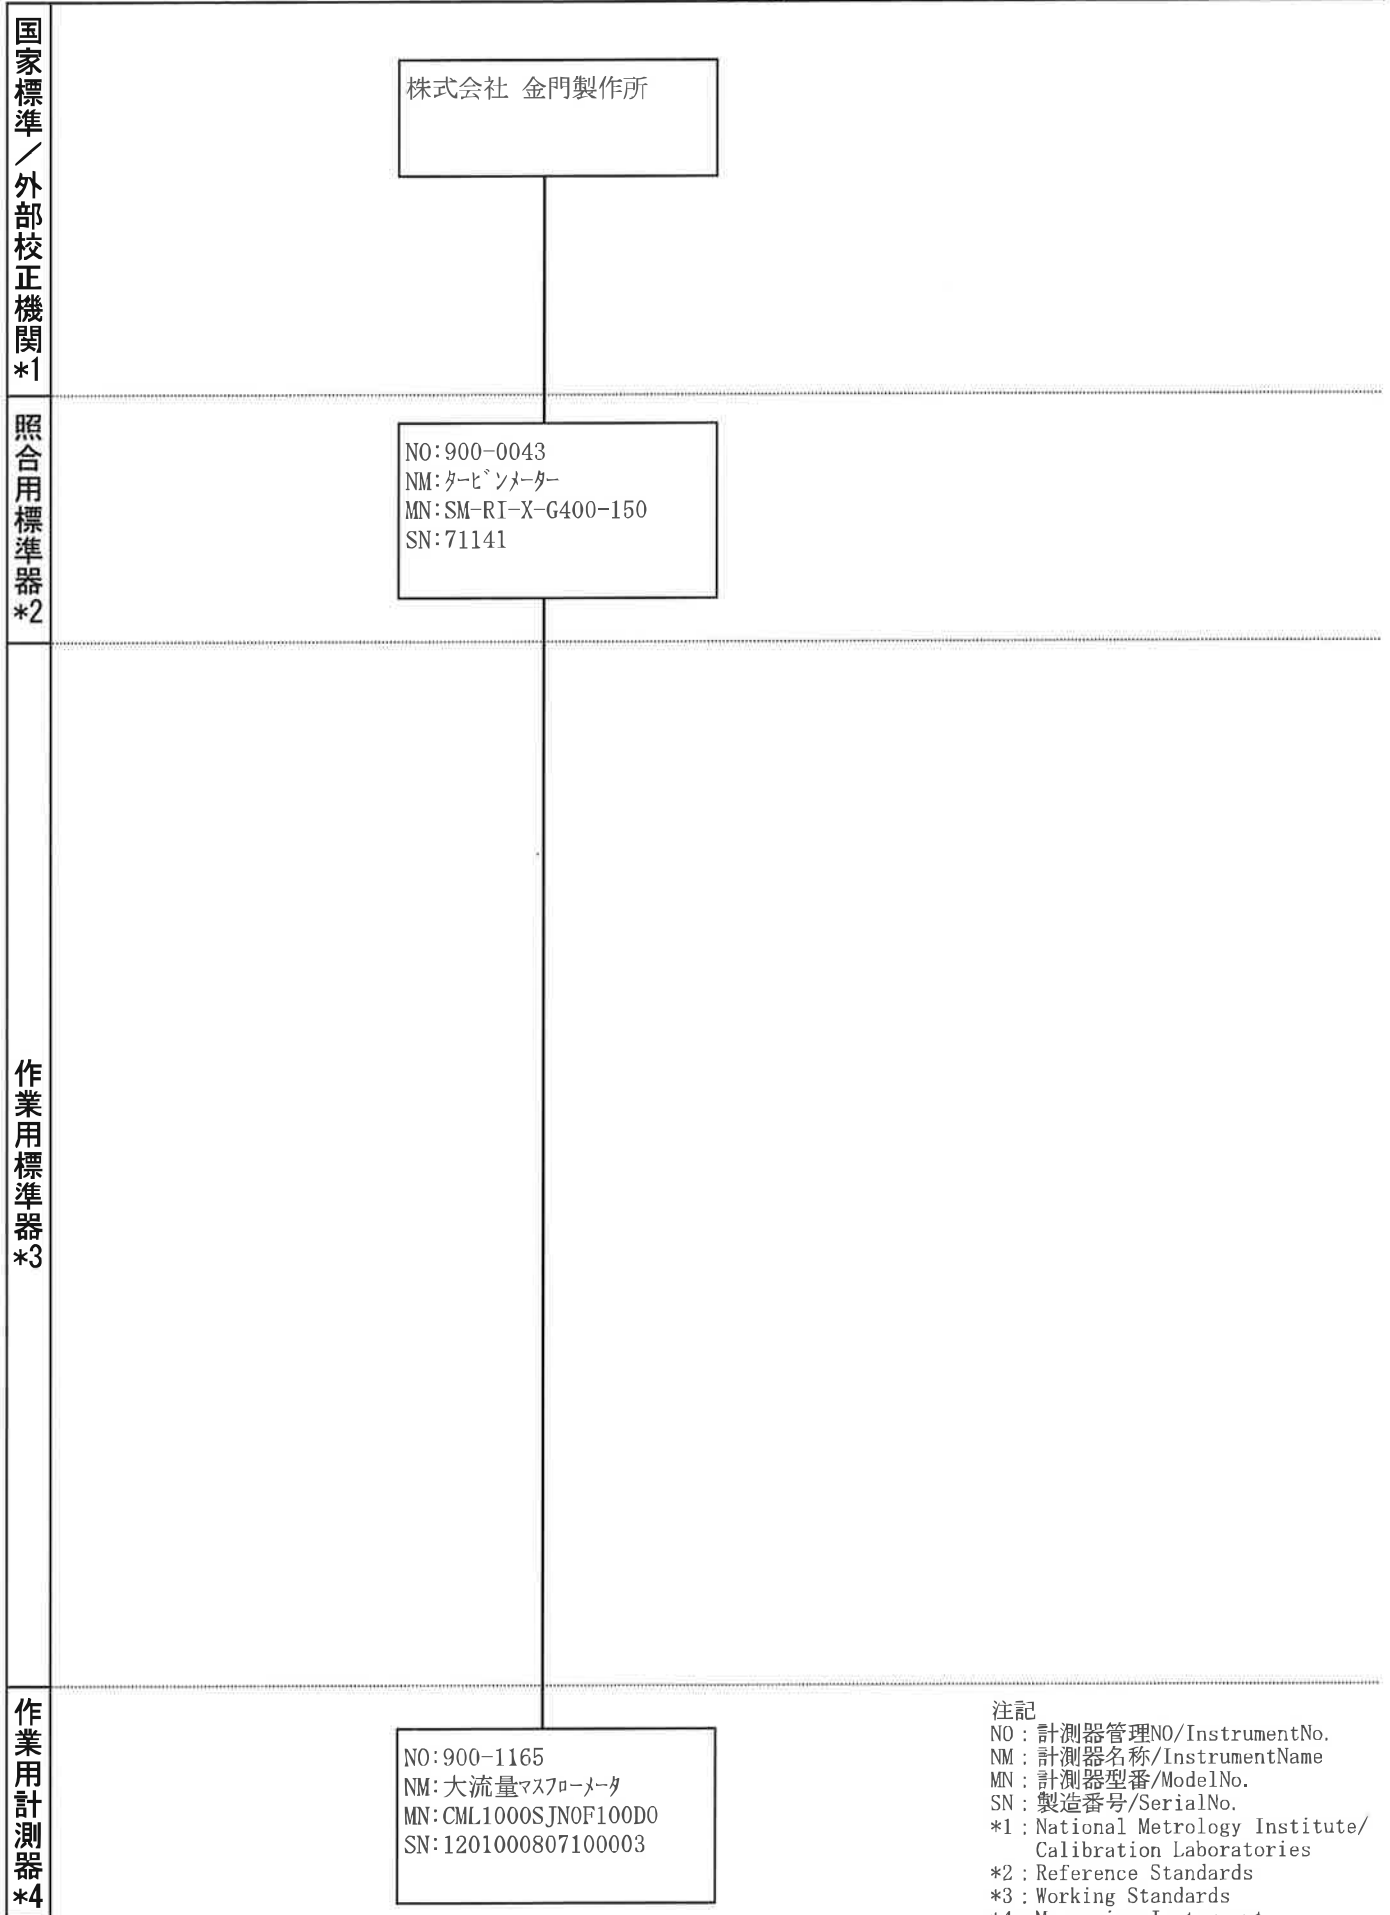 国家標準／外部校正機関*1
株式会社 金門製作所
照合用標準器*2
NO:900-0043
NM:ﾀｰﾋﾞﾝﾒｰﾀｰ
MN:SM-RI-X-G400-150
SN:71141
作業用標準器*3
作業用計測器*4
NO:900-1165
NM:大流量ﾏｽﾌﾛｰﾒｰﾀ
MN:CML1000SJN0F100D0
SN:1201000807100003
注記
NO：計測器管理NO/InstrumentNo.
NM：計測器名称/InstrumentName
MN：計測器型番/ModelNo.
SN：製造番号/SerialNo.
*1：National Metrology Institute/
Calibration Laboratories
*2：Reference Standards
*3：Working Standards